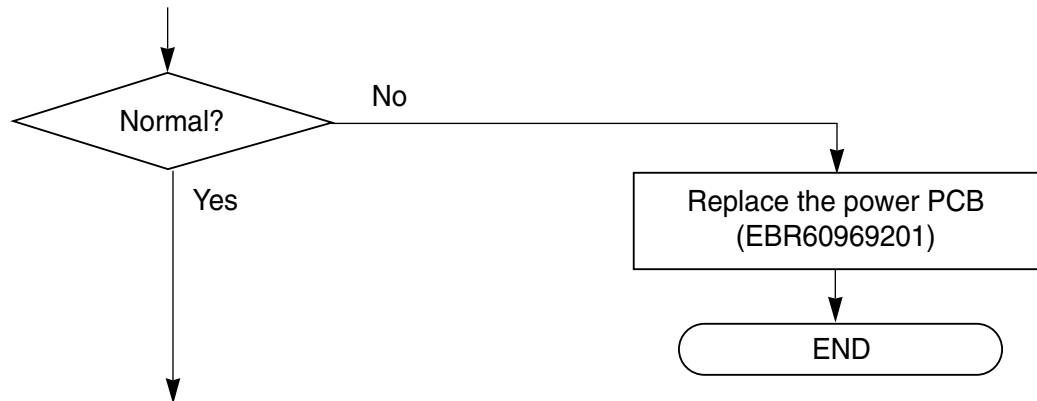 Normal?
No
Yes
Replace the power PCB
(EBR60969201)
END